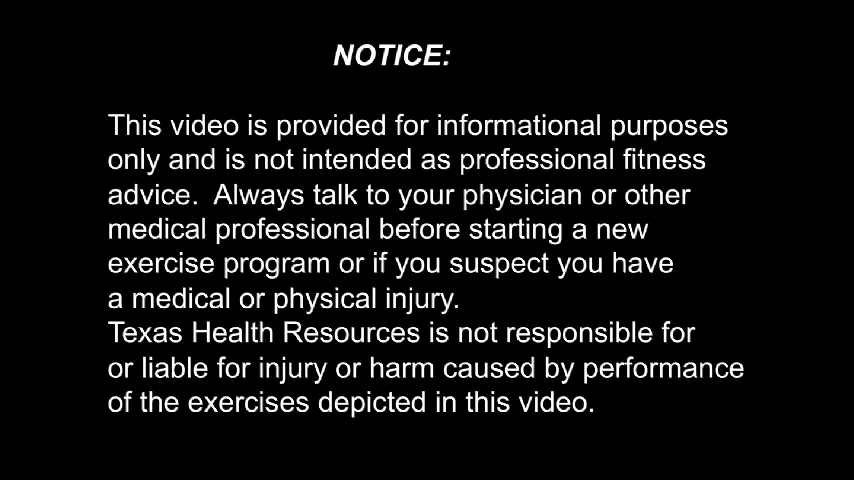 NOTICE:
This video is provided for informational purposes
only and is not intended as professional fitness
advice.  Always talk to your physician or other
medical professional before starting a new
exercise program or if you suspect you have
a medical or physical injury.
Texas Health Resources is not responsible for
or liable for injury or harm caused by performance
of the exercises depicted in this video.